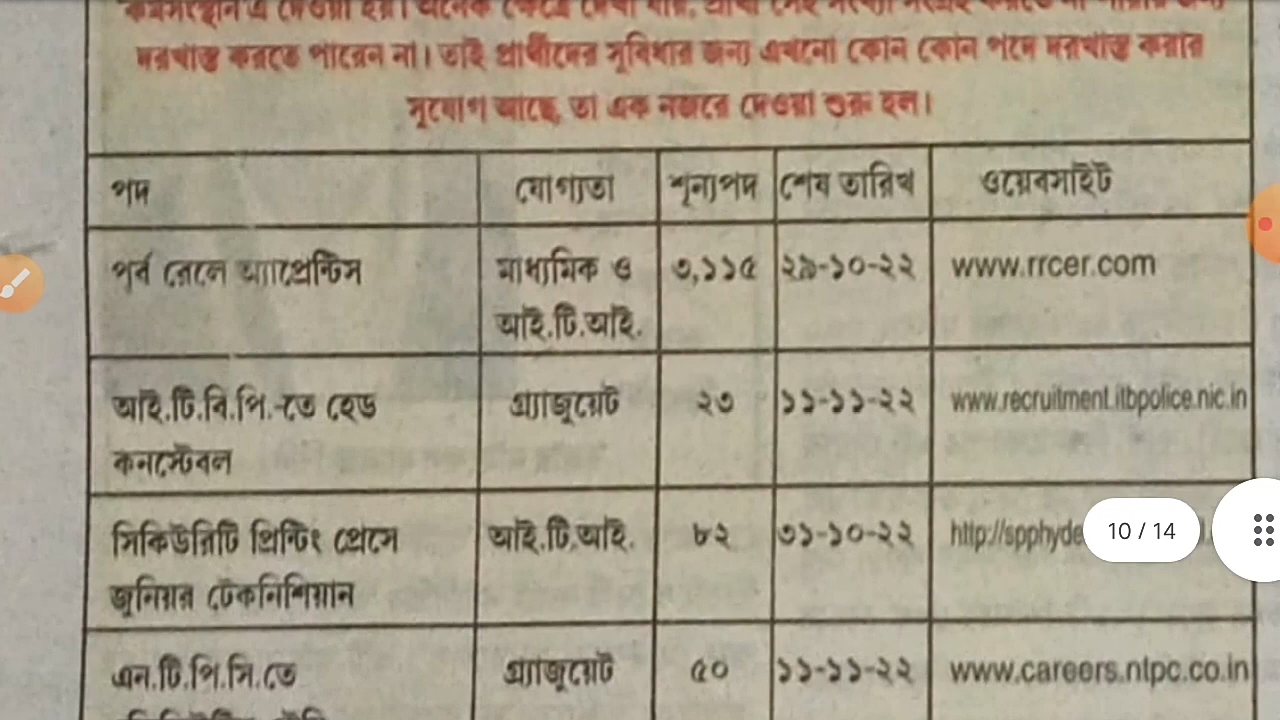 দরখাস্ত করতে পারেন না। তাই প্রার্থীদের সুবিধার জন্য এখনো কোন কোন পদে দরখাস্ত করার
সুযোগ আছে, তা এক নজরে দেওয়া শুরু হল।
পদ যোগ্যতা শূন্যপদ শেষ তারিখ ওয়েবসাইট
পূর্ব রেলে অ্যাপ্রেন্টিস মাধ্যমিক ও ৩,১১৫ ২৯-১০-২২ www.rrcer.com
আই.টি.আই.
আই.টি.বি.পি.-তে হেড গ্র্যাজুয়েট ২৩ ১১-১১-২২ www.recruitment.itbpolice.nic.in
কনস্টেবল
সিকিউরিটি প্রিন্টিং প্রেসে আই.টি.আই. ৮২ ৩১-১০-২২ http://spphyde
জুনিয়র টেকনিশিয়ান
এন.টি.পি.সি.তে গ্র্যাজুয়েট ৫০ ১১-১১-২২ www.careers.ntpc.co.in
10 / 14